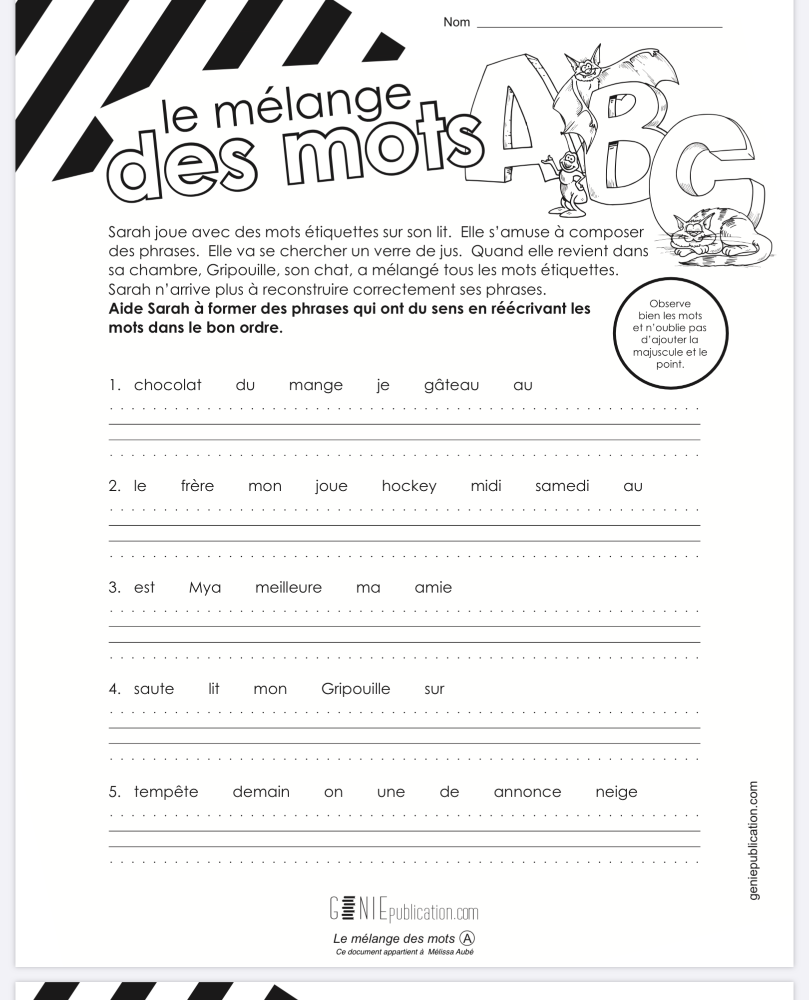 Nom
le mélange
des mots
ABC
Sarah joue avec des mots étiquettes sur son lit. Elle s'amuse à composer
des phrases. Elle va se chercher un verre de jus. Quand elle revient dans
sa chambre, Gripouille, son chat, a mélangé tous les mots étiquettes.
Sarah n'arrive plus à reconstruire correctement ses phrases.
Aide Sarah à former des phrases qui ont du sens en réécrivant les
mots dans le bon ordre.
Observe
bien les mots
et n'oublie pas
d'ajouter la
majuscule et le
point.
1. chocolat du mange je gâteau au
2. le frère mon joue hockey midi samedi au
3. est Mya meilleure ma amie
4. saute lit mon Gripouille sur
5. tempête demain on une de annonce neige
geniepublication.com
GENIEpublication.com
Le mélange des mots A
Ce document appartient à Mélissa Aubé